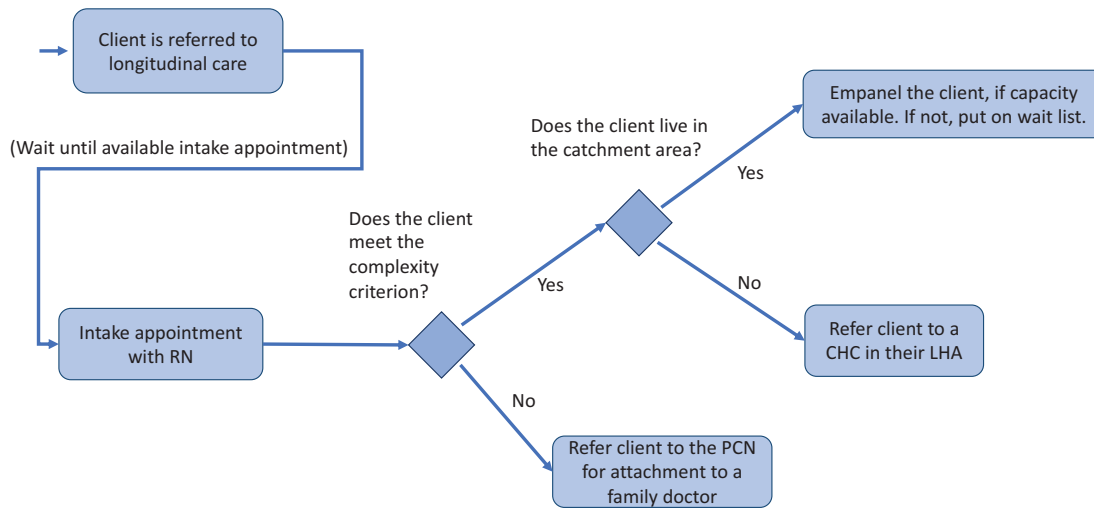 Client is referred to
longitudinal care
(Wait until available intake appointment)
Intake appointment
with RN
Does the client
meet the
complexity
criterion?
Yes
No
Refer client to the PCN
for attachment to a
family doctor
Does the client live in
the catchment area?
Yes
No
Empanel the client, if capacity
available. If not, put on wait list.
Refer client to a
CHC in their LHA